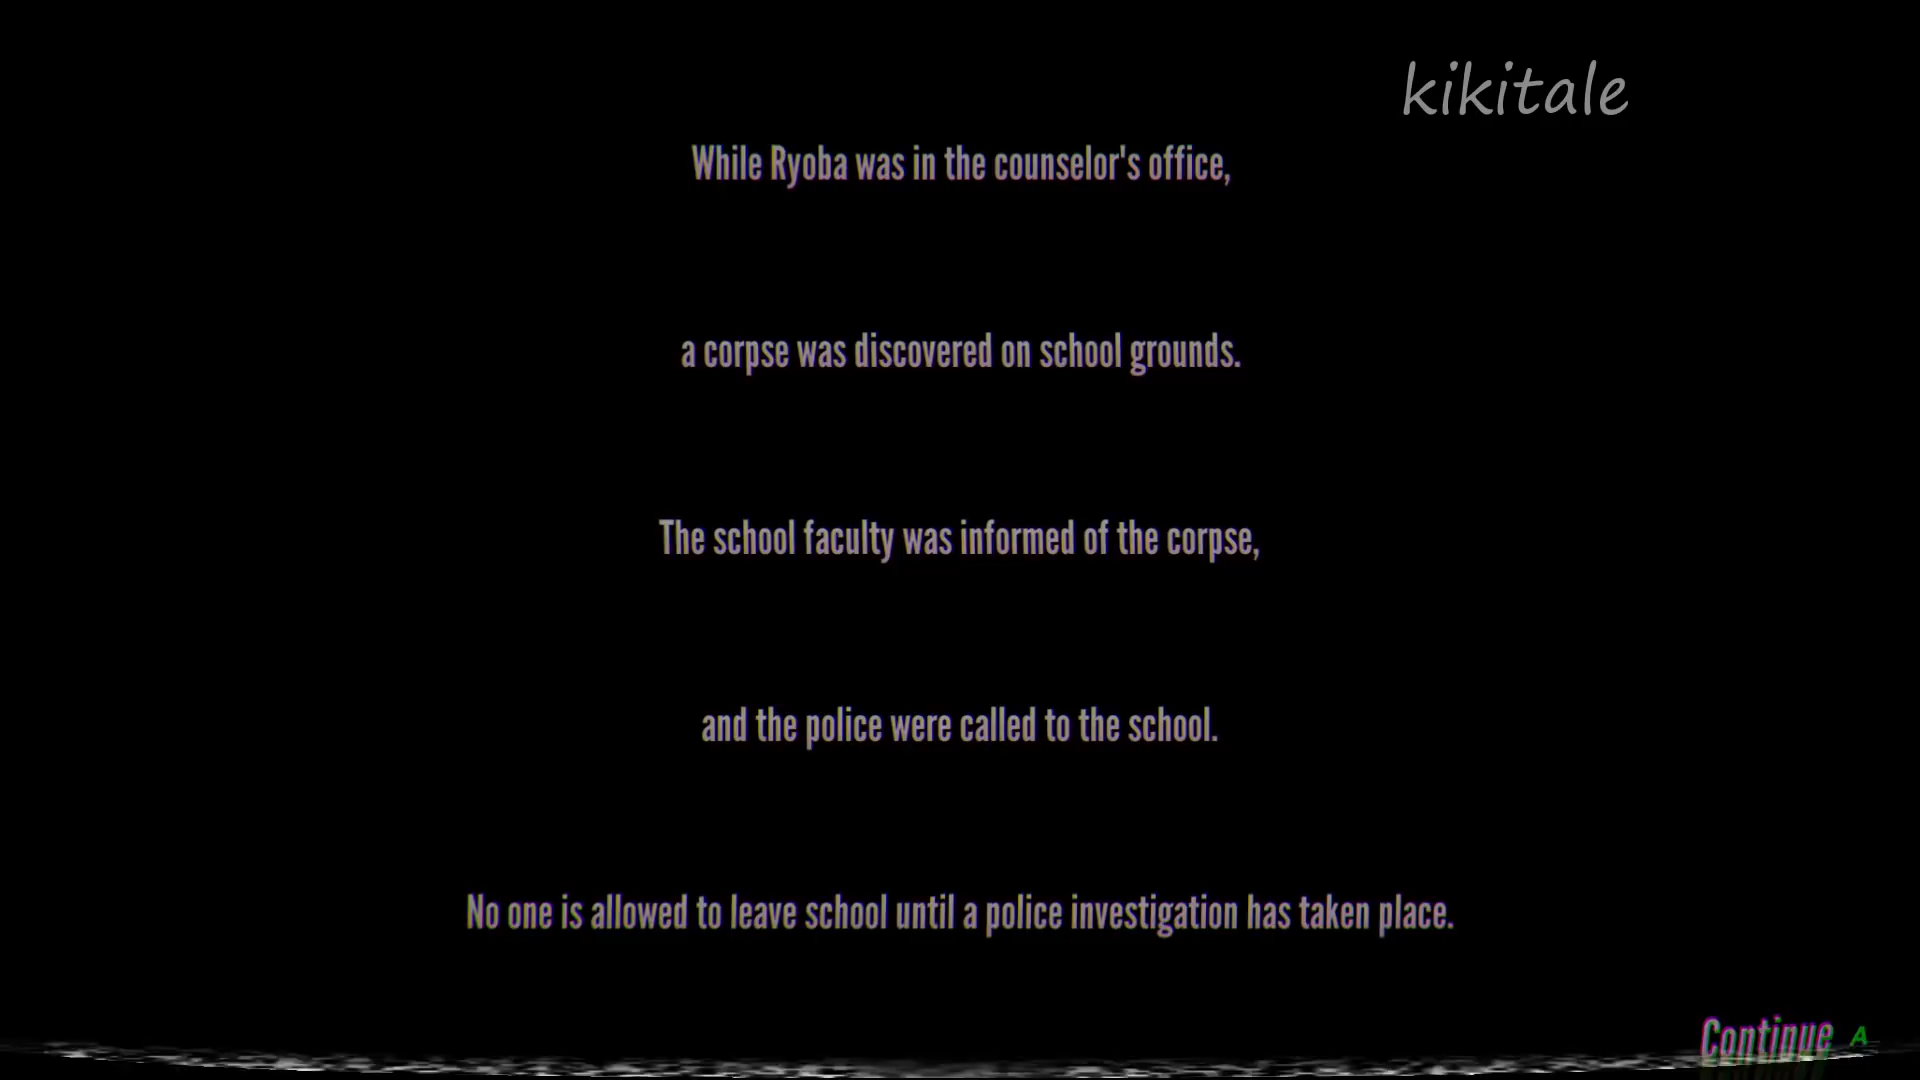 kikitale
While Ryoba was in the counselor's office,
a corpse was discovered on school grounds.
The school faculty was informed of the corpse,
and the police were called to the school.
No one is allowed to leave school until a police investigation has taken place.
Continue A